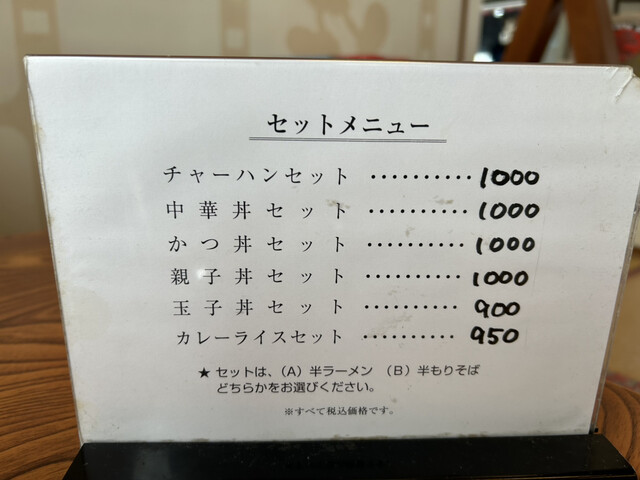 セットメニュー
チャーハンセット ・・・・・・・・・・ 1000
中華丼セット ・・・・・・・・・・ 1000
かつ丼セット ・・・・・・・・・・ 1000
親子丼セット ・・・・・・・・・・ 1000
玉子丼セット ・・・・・・・・・・ 900
カレーライスセット ・・・・・・・・・・ 950
★ セットは、（A）半ラーメン （B）半もりそば
どちらかをお選びください。
※すべて税込価格です。